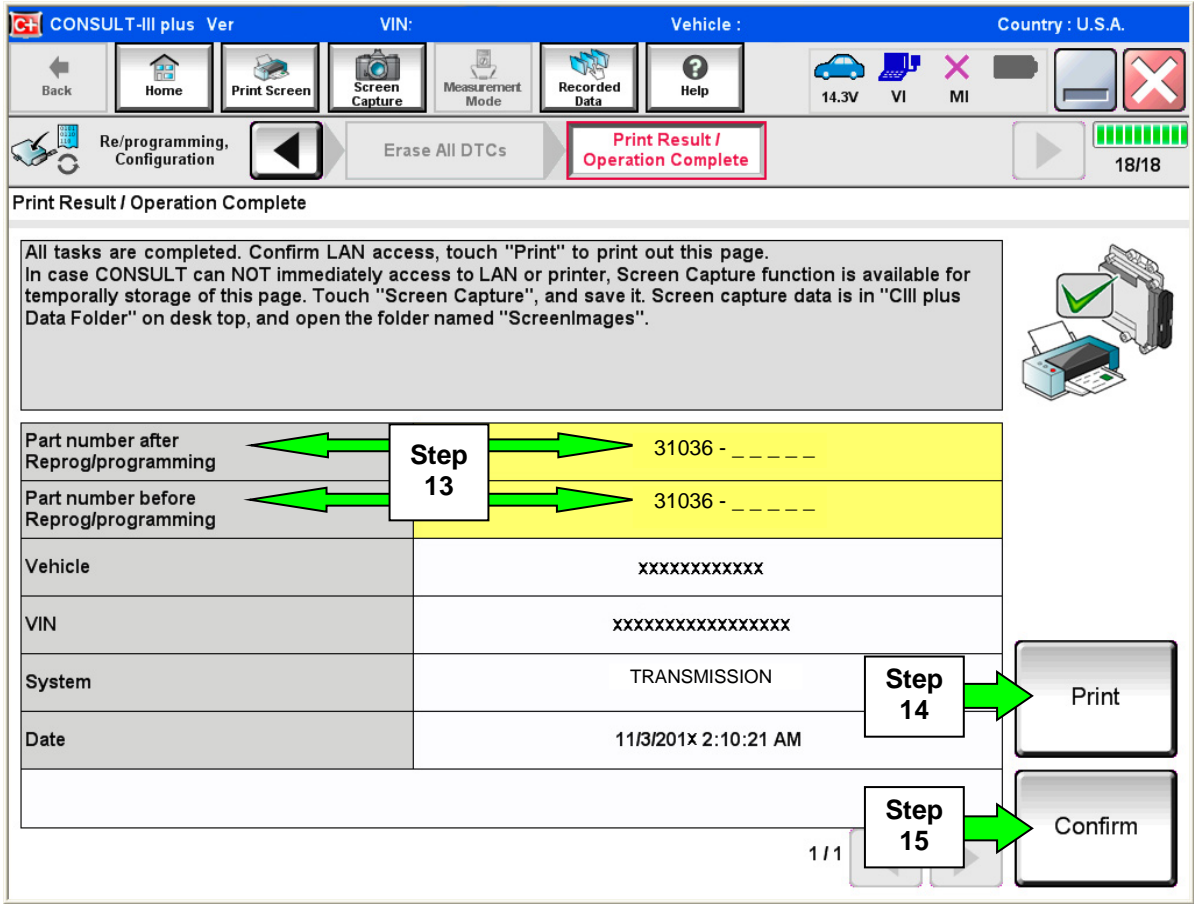 C+ CONSULT-III plus Ver VIN: Vehicle : Country : U.S.A.
Back Home Print Screen Screen Capture Measurement Mode Recorded Data ? Help 14.3V VI MI
Re/programming, Configuration Erase All DTCs Print Result / Operation Complete 18/18
Print Result / Operation Complete
All tasks are completed. Confirm LAN access, touch "Print" to print out this page.
In case CONSULT can NOT immediately access to LAN or printer, Screen Capture function is available for
temporally storage of this page. Touch "Screen Capture", and save it. Screen capture data is in "CIII plus
Data Folder" on desk top, and open the folder named "ScreenImages".
Part number after
Reprog/programming
31036 - _ _ _ _ _
Step
13
Part number before
Reprog/programming
31036 - _ _ _ _ _
Vehicle xxxxxxxxxxxx
VIN xxxxxxxxxxxxxxxxx
System TRANSMISSION
Step
14
Print
Date 11/3/201x 2:10:21 AM
Step
15
Confirm
1/1